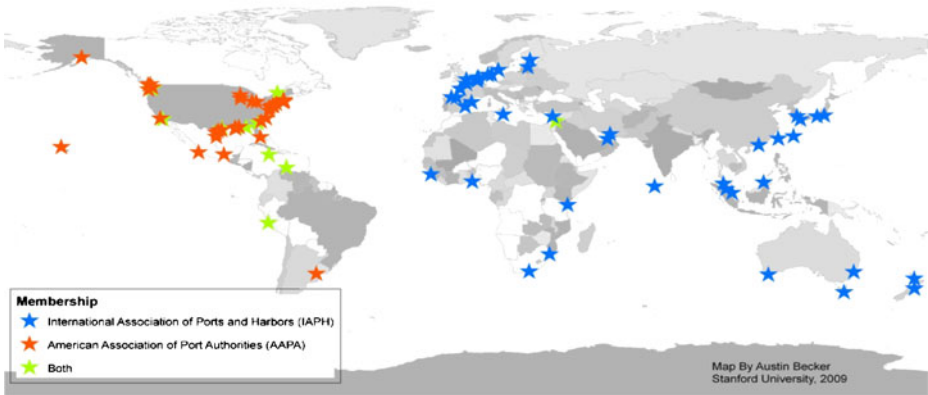 Membership
International Association of Ports and Harbors (IAPH)
American Association of Port Authorities (AAPA)
Both
Map By Austin Becker
Stanford University, 2009